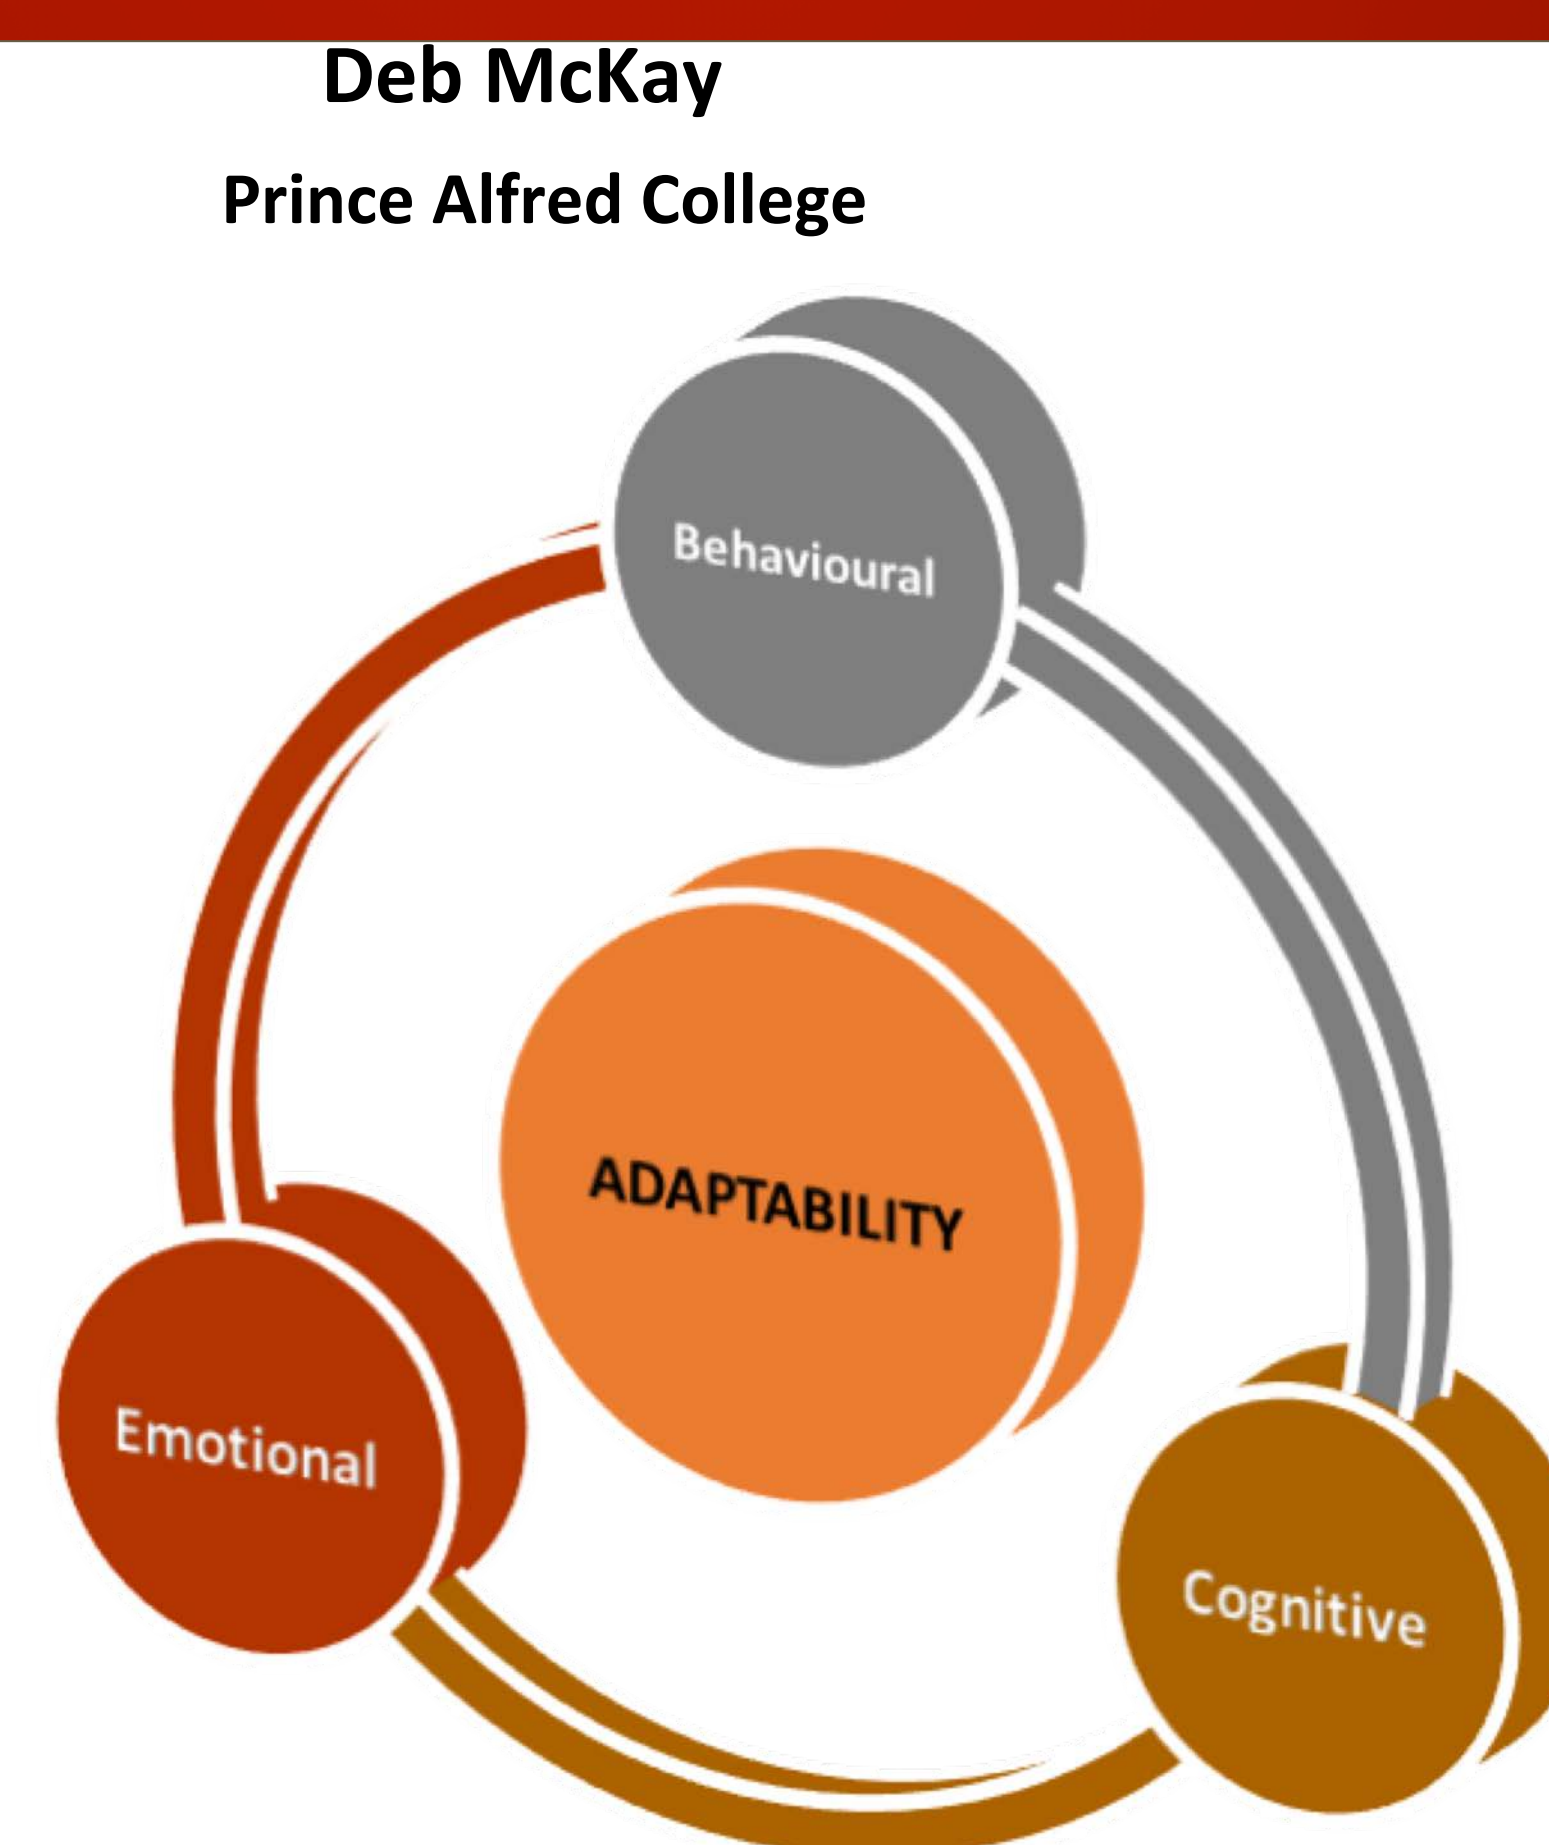 Deb McKay
Prince Alfred College
Behavioural
ADAPTABILITY
Emotional
Cognitive